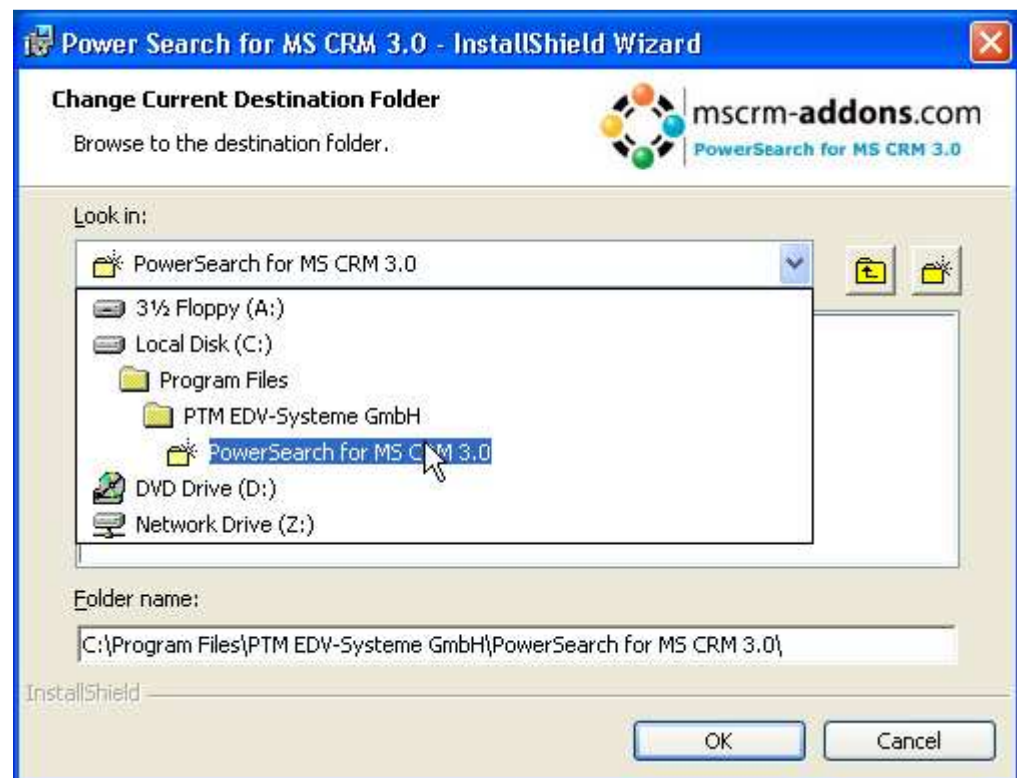 Power Search for MS CRM 3.0 - InstallShield Wizard
Change Current Destination Folder
Browse to the destination folder.
mscrm-addons.com
PowerSearch for MS CRM 3.0
Look in:
PowerSearch for MS CRM 3.0
3½ Floppy (A:)
Local Disk (C:)
Program Files
PTM EDV-Systeme GmbH
PowerSearch for MS CRM 3.0
DVD Drive (D:)
Network Drive (Z:)
Folder name:
C:\Program Files\PTM EDV-Systeme GmbH\PowerSearch for MS CRM 3.0\
InstallShield
OK
Cancel